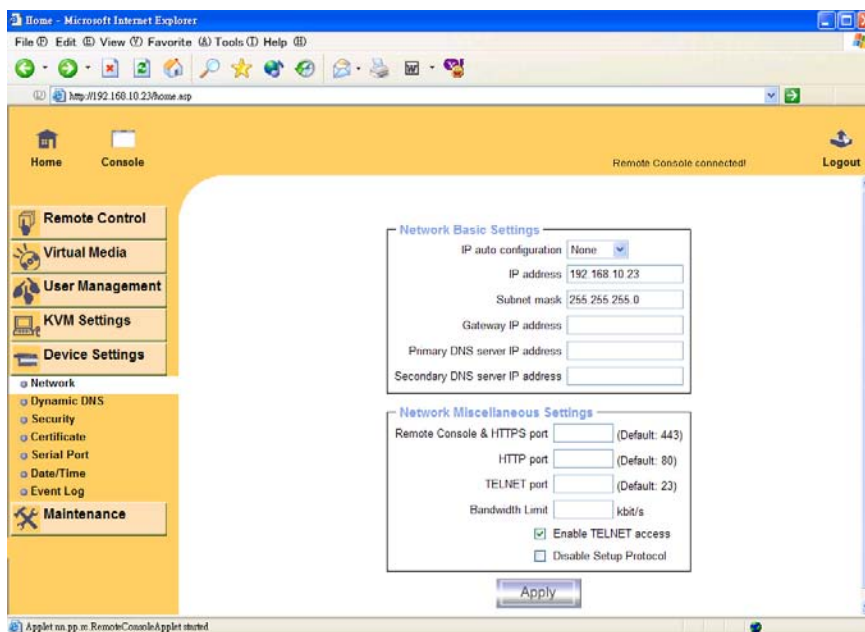 Home - Microsoft Internet Explorer
File (F) Edit (E) View (V) Favorite (A) Tools (T) Help (H)
http://192.168.10.23/home.asp
Home
Console
Remote Console connected!
Logout
Remote Control
Virtual Media
User Management
KVM Settings
Device Settings
Network
Dynamic DNS
Security
Certificate
Serial Port
Date/Time
Event Log
Maintenance
Network Basic Settings
IP auto configuration None
IP address 192.168.10.23
Subnet mask 255.255.255.0
Gateway IP address
Primary DNS server IP address
Secondary DNS server IP address
Network Miscellaneous Settings
Remote Console & HTTPS port (Default: 443)
HTTP port (Default: 80)
TELNET port (Default: 23)
Bandwidth Limit kbit/s
Enable TELNET access
Disable Setup Protocol
Apply
Applet nn.pp.rc.RemoteConsoleApplet started